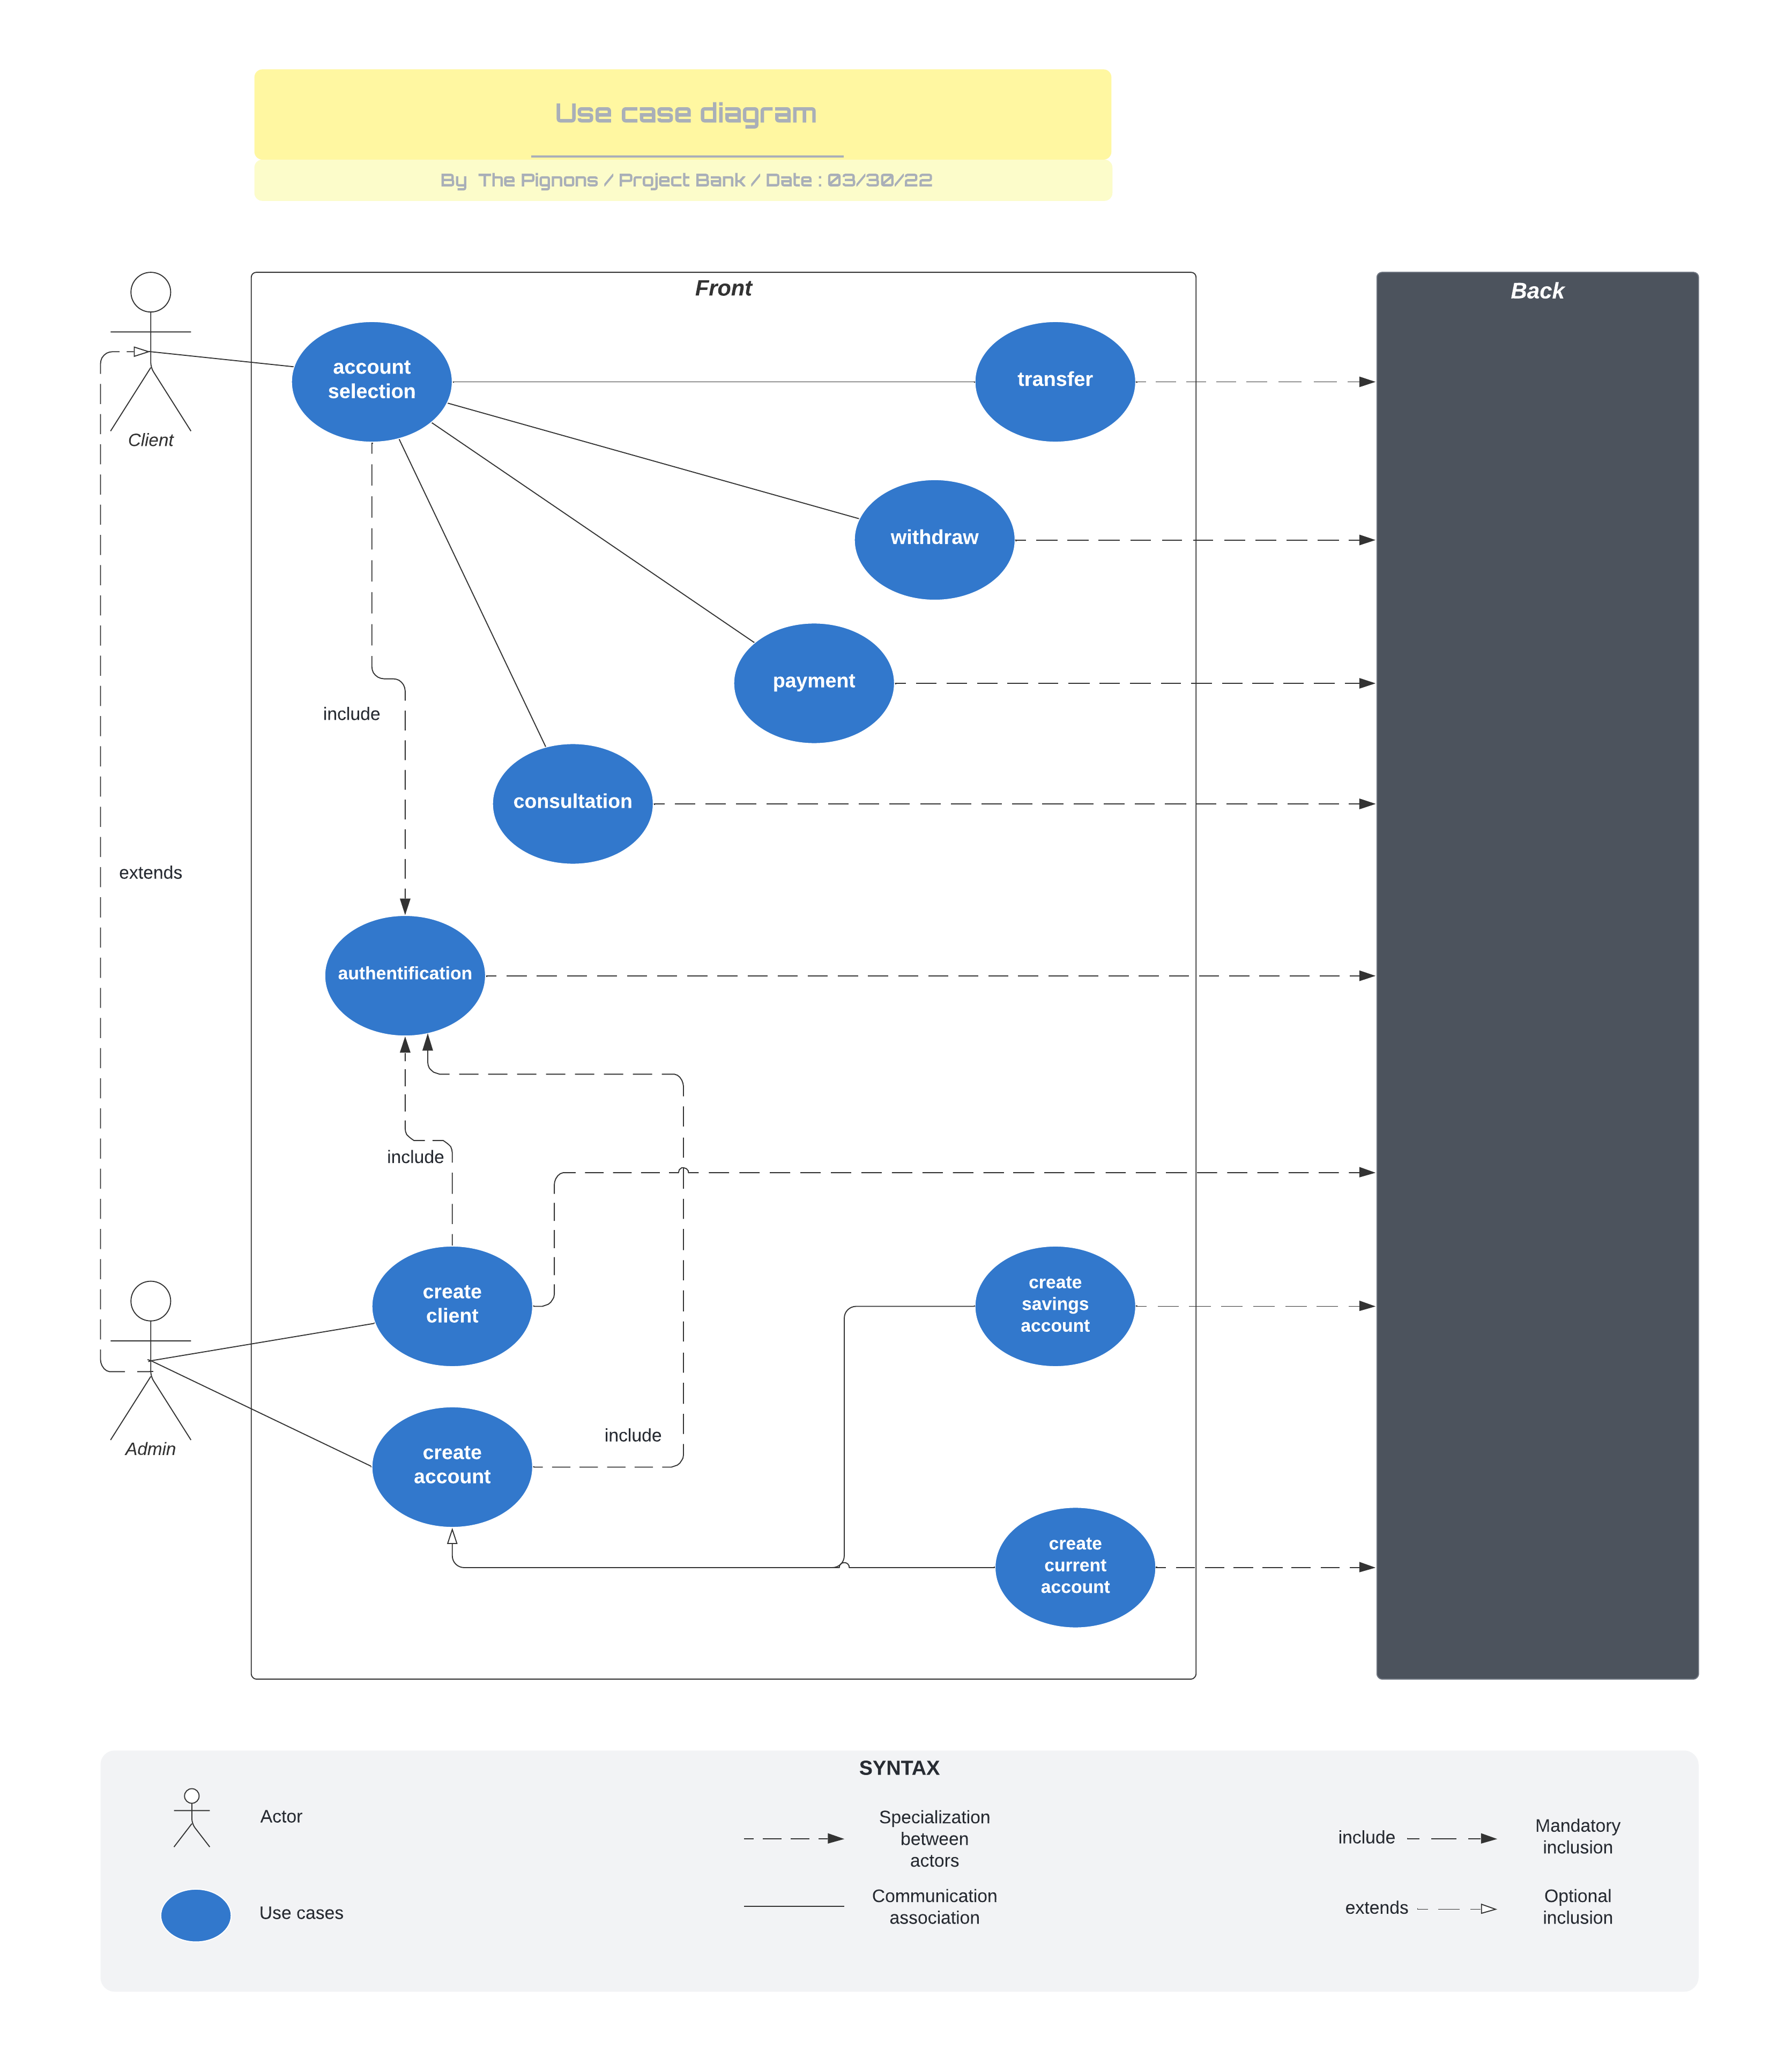 Use case diagram
By The Pignons / Project Bank / Date : 03/30/22
Front
Back
account
selection
transfer
Client
withdraw
payment
include
consultation
extends
authentification
include
create
client
create
savings
account
include
Admin
create
account
create
current
account
SYNTAX
Actor
Specialization
between
actors
include
Mandatory
inclusion
Use cases
Communication
association
extends
Optional
inclusion